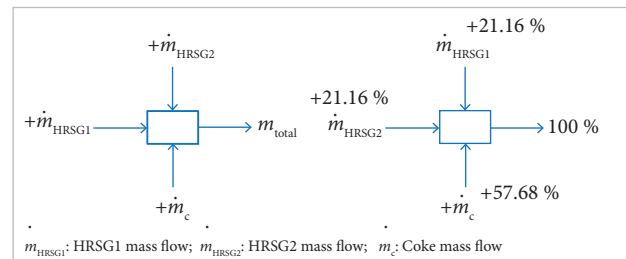 +ṁHRSG2
+ṁHRSG1
mtotal
+ṁc
+21.16 %
ṁHRSG1
+21.16 %
ṁHRSG2
100 %
+57.68 %
+ṁc
ṁHRSG1: HRSG1 mass flow; ṁHRSG2: HRSG2 mass flow; ṁc: Coke mass flow